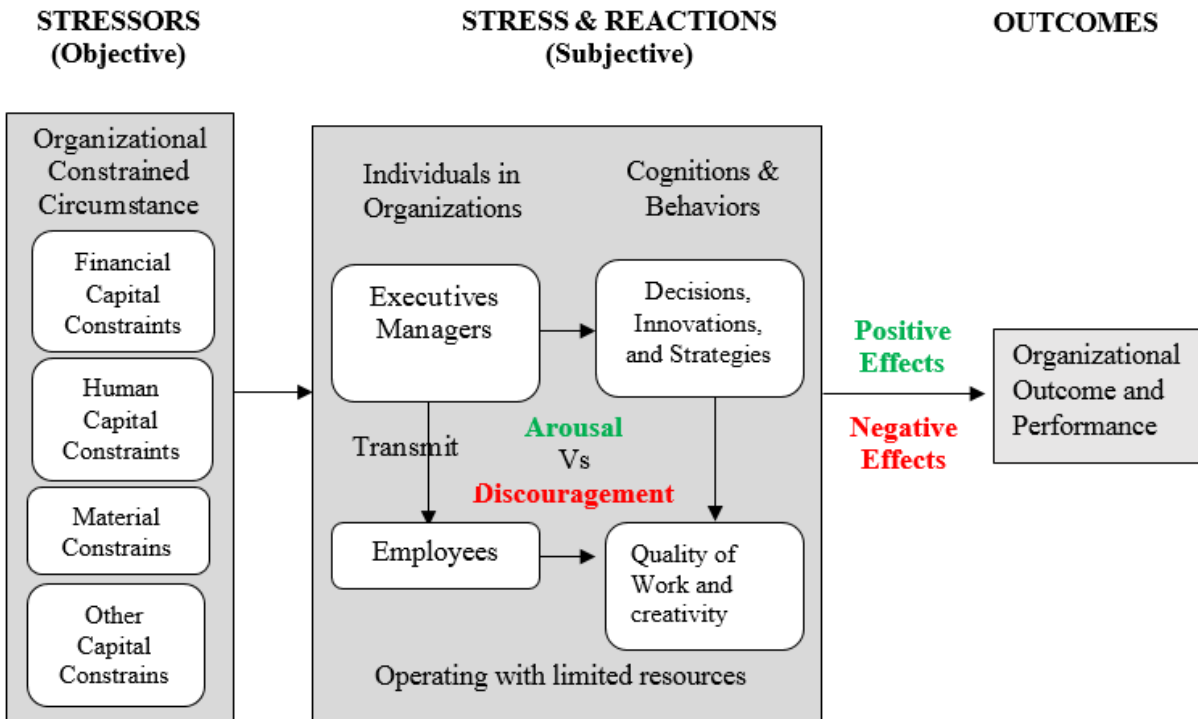 STRESSORS
(Objective)
STRESS & REACTIONS
(Subjective)
OUTCOMES
Organizational
Constrained
Circumstance
Financial
Capital
Constraints
Human
Capital
Constraints
Material
Constrains
Other
Capital
Constrains
Individuals in
Organizations
Cognitions &
Behaviors
Executives
Managers
Decisions,
Innovations,
and Strategies
Transmit
Arousal
Vs
Discouragement
Employees
Quality of
Work and
creativity
Operating with limited resources
Positive
Effects
Negative
Effects
Organizational
Outcome and
Performance